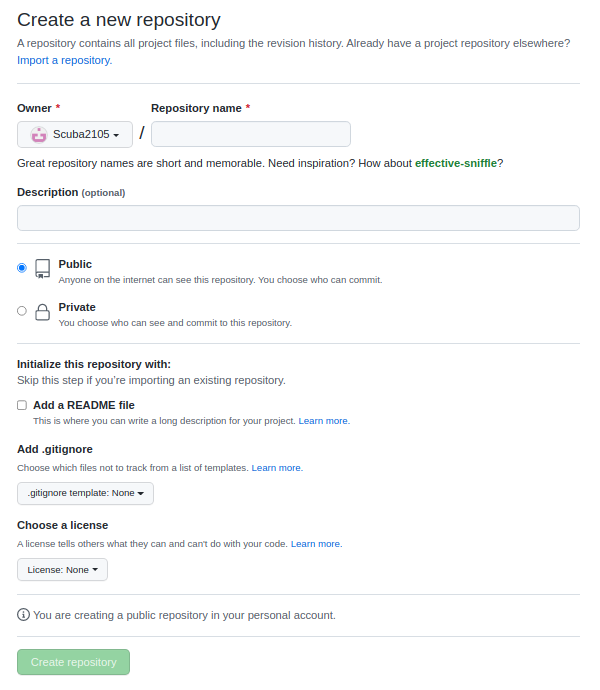 Create a new repository
A repository contains all project files, including the revision history. Already have a project repository elsewhere?
Import a repository.
Owner * Repository name *
Scuba2105 /
Great repository names are short and memorable. Need inspiration? How about effective-sniffle?
Description (optional)
Public
Anyone on the internet can see this repository. You choose who can commit.
Private
You choose who can see and commit to this repository.
Initialize this repository with:
Skip this step if you're importing an existing repository.
Add a README file
This is where you can write a long description for your project. Learn more.
Add .gitignore
Choose which files not to track from a list of templates. Learn more.
.gitignore template: None
Choose a license
A license tells others what they can and can't do with your code. Learn more.
License: None
You are creating a public repository in your personal account.
Create repository